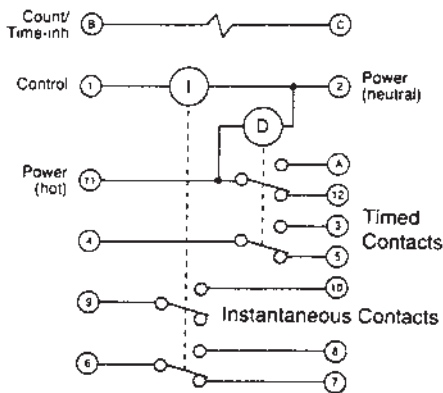 Count/
Time-inh B C
Control 1 I 2 Power
(neutral)
D
Power
(hot) 11 A
12
3 Timed
4 5 Contacts
10
9 Instantaneous Contacts
8
6 7